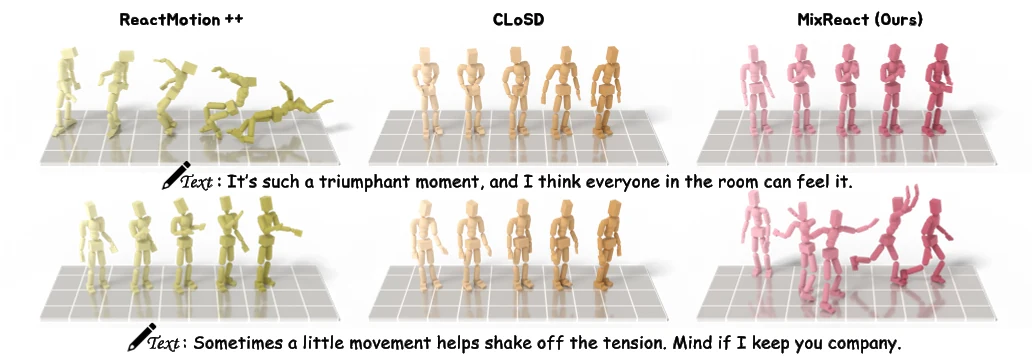 ReactMotion ++
CLoSD
MixReact (Ours)
Text : It's such a triumphant moment, and I think everyone in the room can feel it.
Text : Sometimes a little movement helps shake off the tension. Mind if I keep you company.